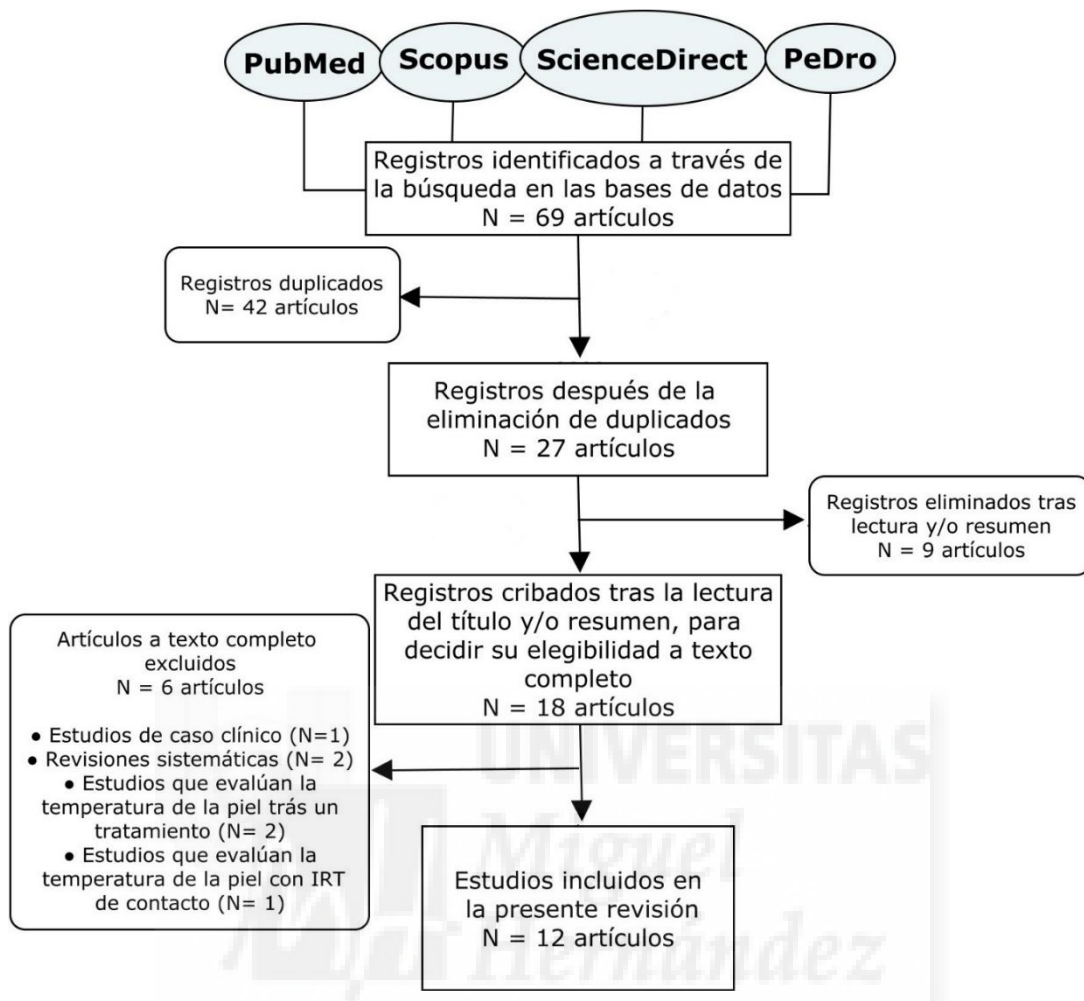 PubMed
Scopus
ScienceDirect
PeDro
Registros identificados a través de
la búsqueda en las bases de datos
N = 69 artículos
Registros duplicados
N= 42 artículos
Registros después de la
eliminación de duplicados
N = 27 artículos
Registros eliminados tras
lectura y/o resumen
N = 9 artículos
Registros cribados tras la lectura
del título y/o resumen, para
decidir su elegibilidad a texto
completo
N = 18 artículos
Artículos a texto completo
excluidos
N = 6 artículos
● Estudios de caso clínico (N=1)
● Revisiones sistemáticas (N= 2)
● Estudios que evalúan la
temperatura de la piel trás un
tratamiento (N= 2)
● Estudios que evalúan la
temperatura de la piel con IRT
de contacto (N= 1)
Estudios incluidos en
la presente revisión
N = 12 artículos
UNIVERSITAS
Miguel
Hernández